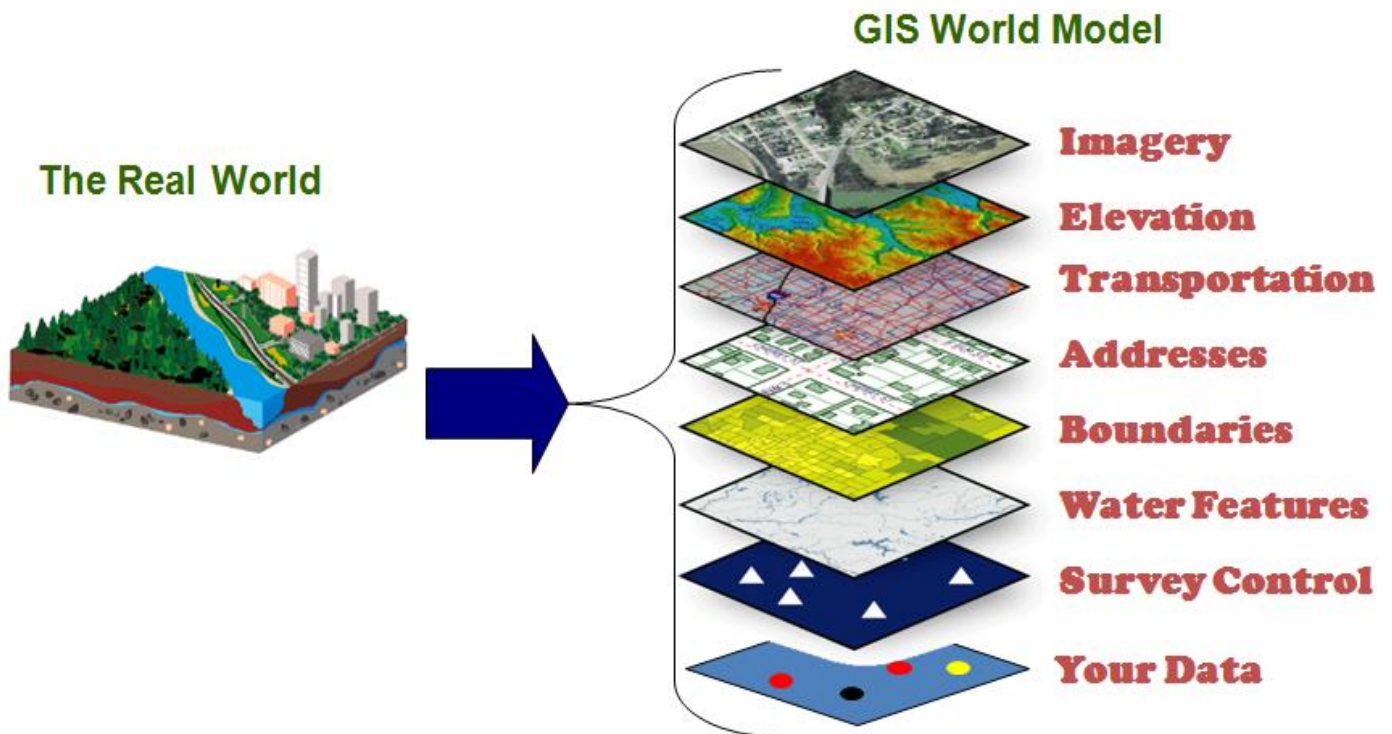 GIS World Model
The Real World
Imagery
Elevation
Transportation
Addresses
Boundaries
Water Features
Survey Control
Your Data